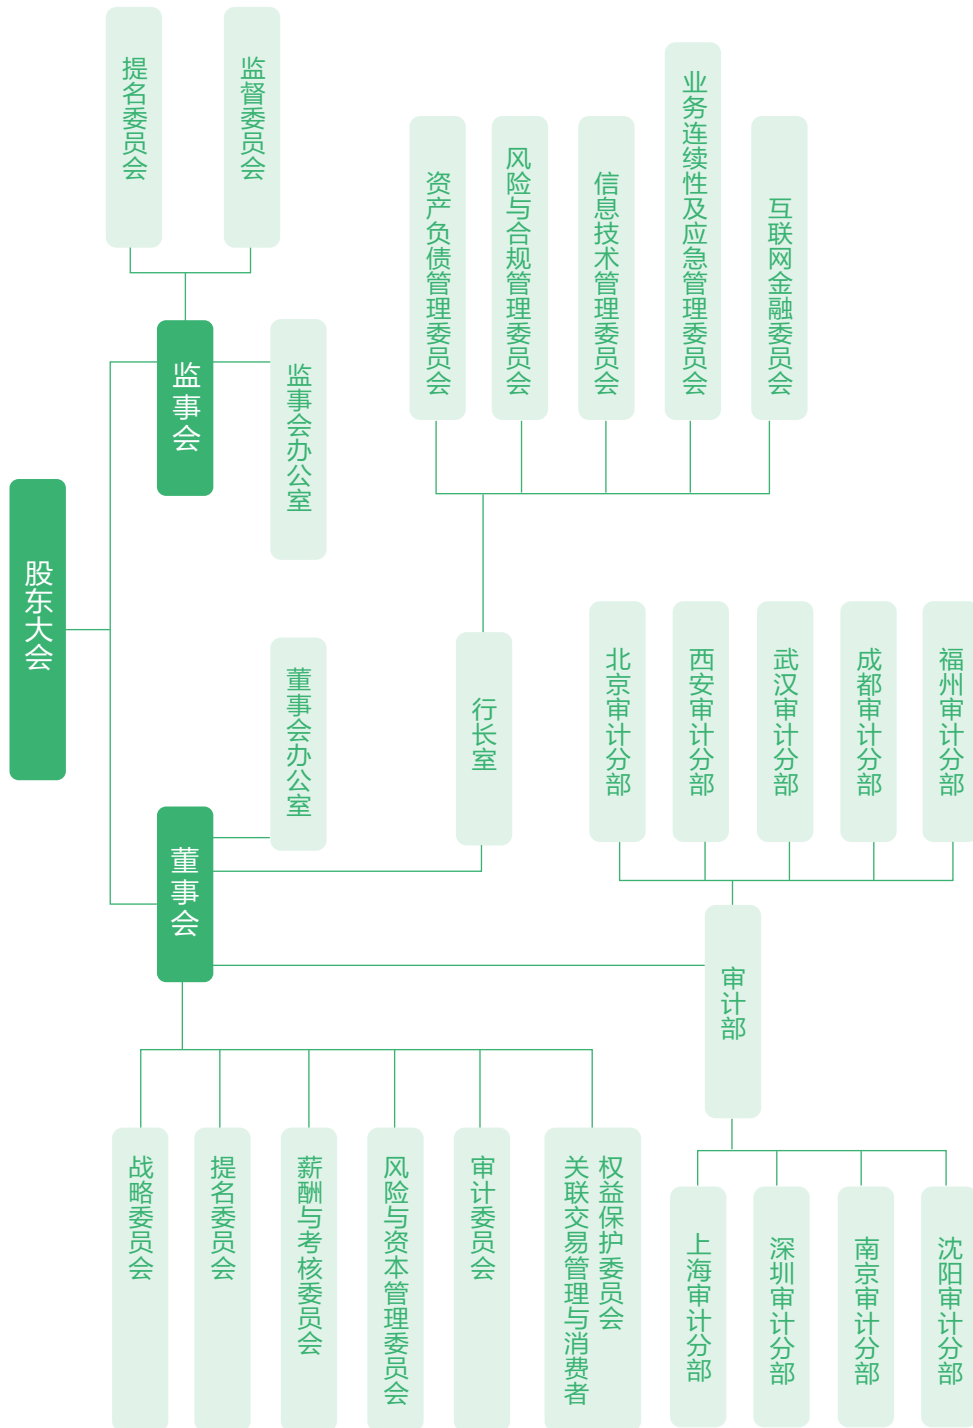 提名委员会
监督委员会
资产负债管理委员会
风险与合规管理委员会
信息技术管理委员会
业务连续性及应急管理委员会
互联网金融委员会
监事会
监事会办公室
股东大会
董事会办公室
行长室
北京审计分部
西安审计分部
武汉审计分部
成都审计分部
福州审计分部
董事会
审计部
战略委员会
提名委员会
薪酬与考核委员会
风险与资本管理委员会
审计委员会
关联交易管理与消费者
权益保护委员会
上海审计分部
深圳审计分部
南京审计分部
沈阳审计分部